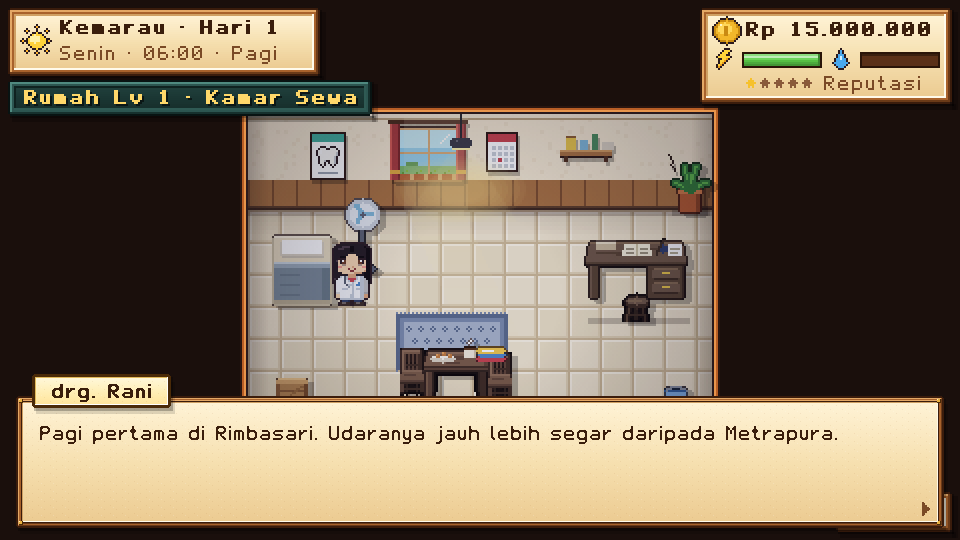 Kemarau · Hari 1
Senin · 06:00 · Pagi
Rp 15.000.000
Reputasi
Rumah Lv 1 · Kamar Sewa
drg. Rani
Pagi pertama di Rimbasari. Udaranya jauh lebih segar daripada Metrapura.